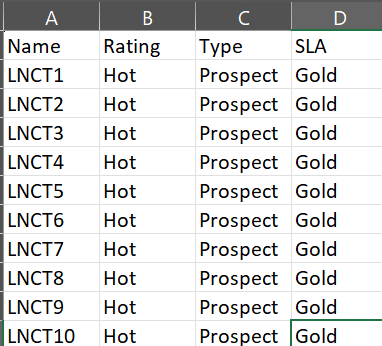 A B C D
Name Rating Type SLA
LNCT1 Hot Prospect Gold
LNCT2 Hot Prospect Gold
LNCT3 Hot Prospect Gold
LNCT4 Hot Prospect Gold
LNCT5 Hot Prospect Gold
LNCT6 Hot Prospect Gold
LNCT7 Hot Prospect Gold
LNCT8 Hot Prospect Gold
LNCT9 Hot Prospect Gold
LNCT10 Hot Prospect Gold